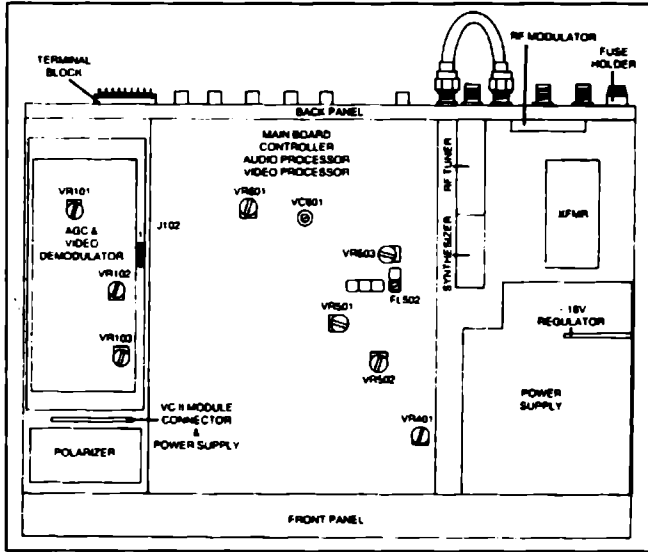 RF MODULATOR
FUSE
HOLDER
TERMINAL
BLOCK
BACK PANEL
MAIN BOARD
CONTROLLER
AUDIO PROCESSOR
VIDEO PROCESSOR
RF TUNER
SYNTHESIZER
XFMR
VR101
AGC &
VIDEO
DEMODULATOR
J102
1
VR601
VC601
VR603
FL502
VR102
VR501
VR103
VR502
- 18V
REGULATOR
POWER
SUPPLY
VC II MODULE
CONNECTOR
&
POWER SUPPLY
VR401
POLARIZER
FRONT PANEL